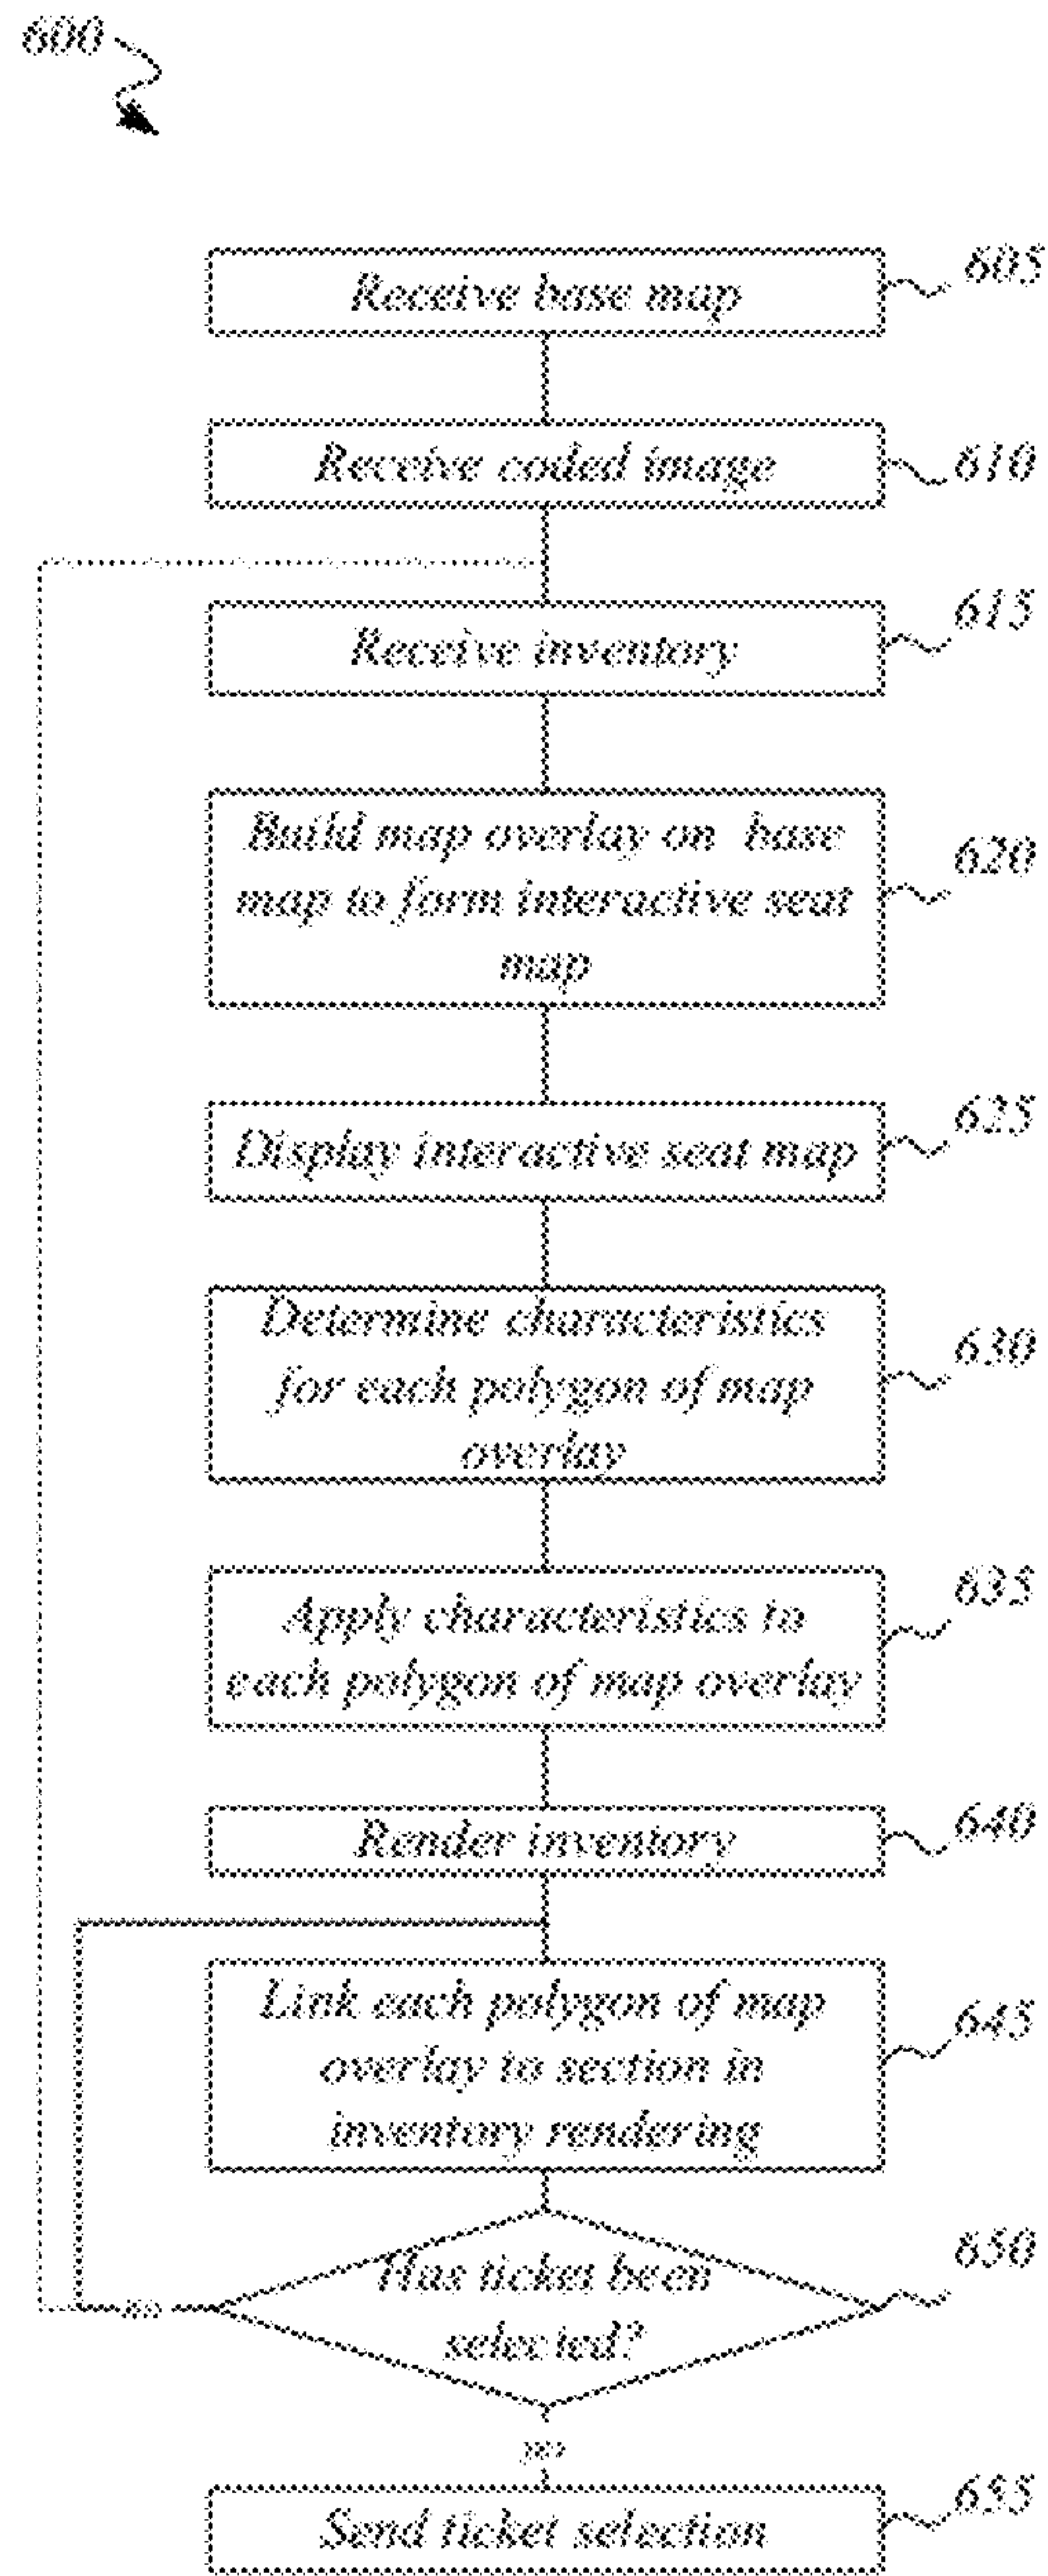 600
Receive base map
605
Receive coded image
610
Receive inventory
615
Build map overlay on base
map to form interactive seat
map
620
Display interactive seat map
625
Determine characteristics
for each polygon of map
overlay
630
Apply characteristics to
each polygon of map overlay
635
Render inventory
640
Link each polygon of map
overlay to section in
inventory rendering
645
Has ticket been
selected?
650
no
yes
Send ticket selection
655